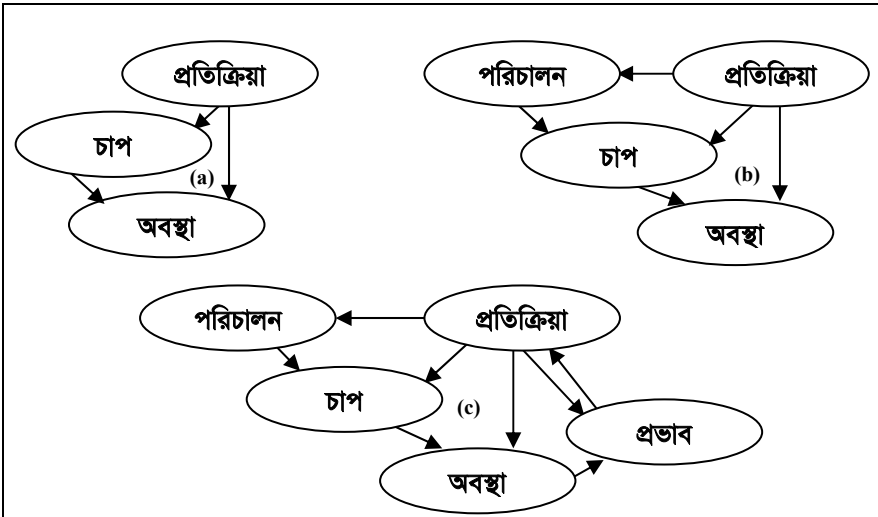 প্রতিক্রিয়া
চাপ
(a)
অবস্থা
পরিচালন
প্রতিক্রিয়া
চাপ
(b)
অবস্থা
পরিচালন
প্রতিক্রিয়া
চাপ
(c)
প্রভাব
অবস্থা